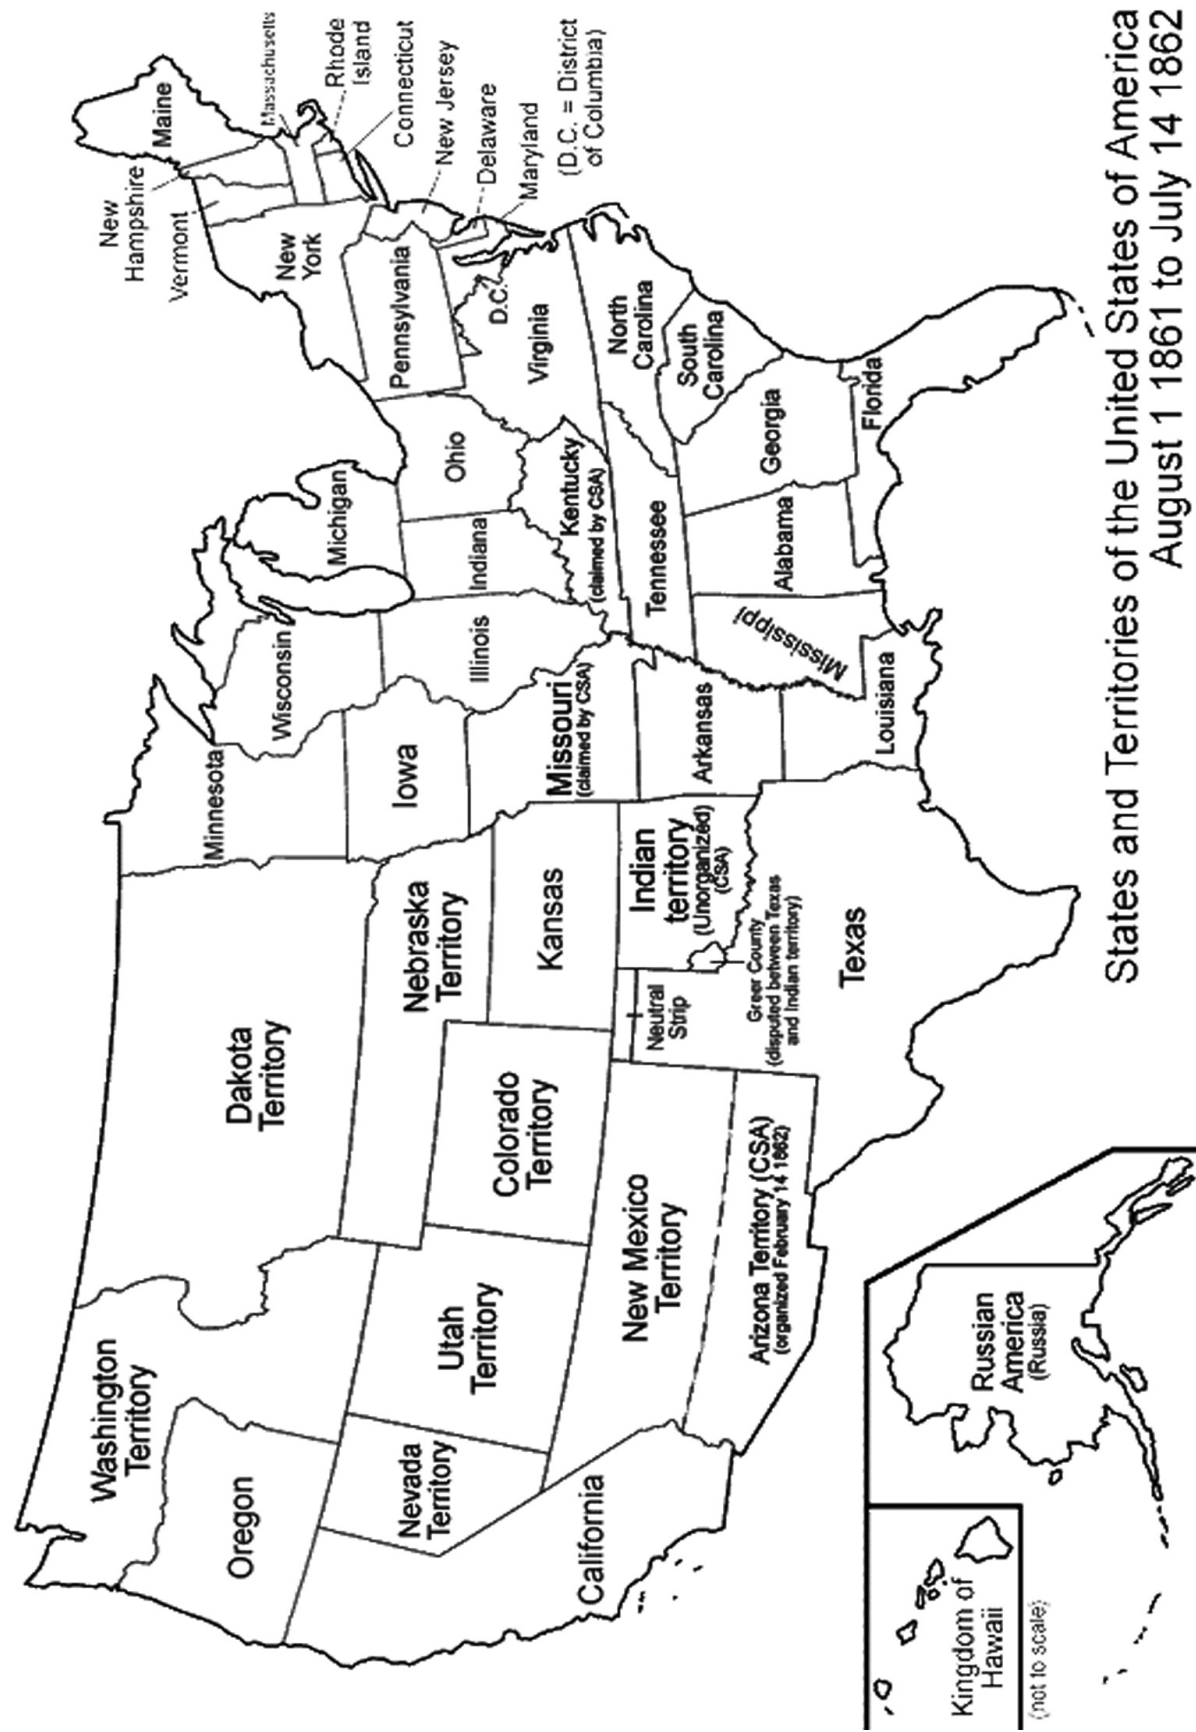 Maine
New
Hampshire
Vermont
Massachusetts
Rhode
Island
Connecticut
New
York
New Jersey
Pennsylvania
Delaware
Maryland
(D.C. = District
of Columbia)
D.C.
Virginia
North
Carolina
South
Carolina
Georgia
Florida
Ohio
Michigan
Indiana
Kentucky
(claimed by CSA)
Tennessee
Alabama
Mississippi
Wisconsin
Illinois
Minnesota
Iowa
Missouri
(claimed by CSA)
Arkansas
Louisiana
Dakota
Territory
Nebraska
Territory
Kansas
Indian
territory
(Unorganized)
(CSA)
Neutral
Strip
Greer County
(disputed between Texas
and Indian territory)
Texas
Colorado
Territory
New Mexico
Territory
Arizona Territory (CSA)
(organized February 14 1862)
Washington
Territory
Oregon
Utah
Territory
Nevada
Territory
California
Russian
America
(Russia)
Kingdom of
Hawaii
(not to scale)
States and Territories of the United States of America
August 1 1861 to July 14 1862